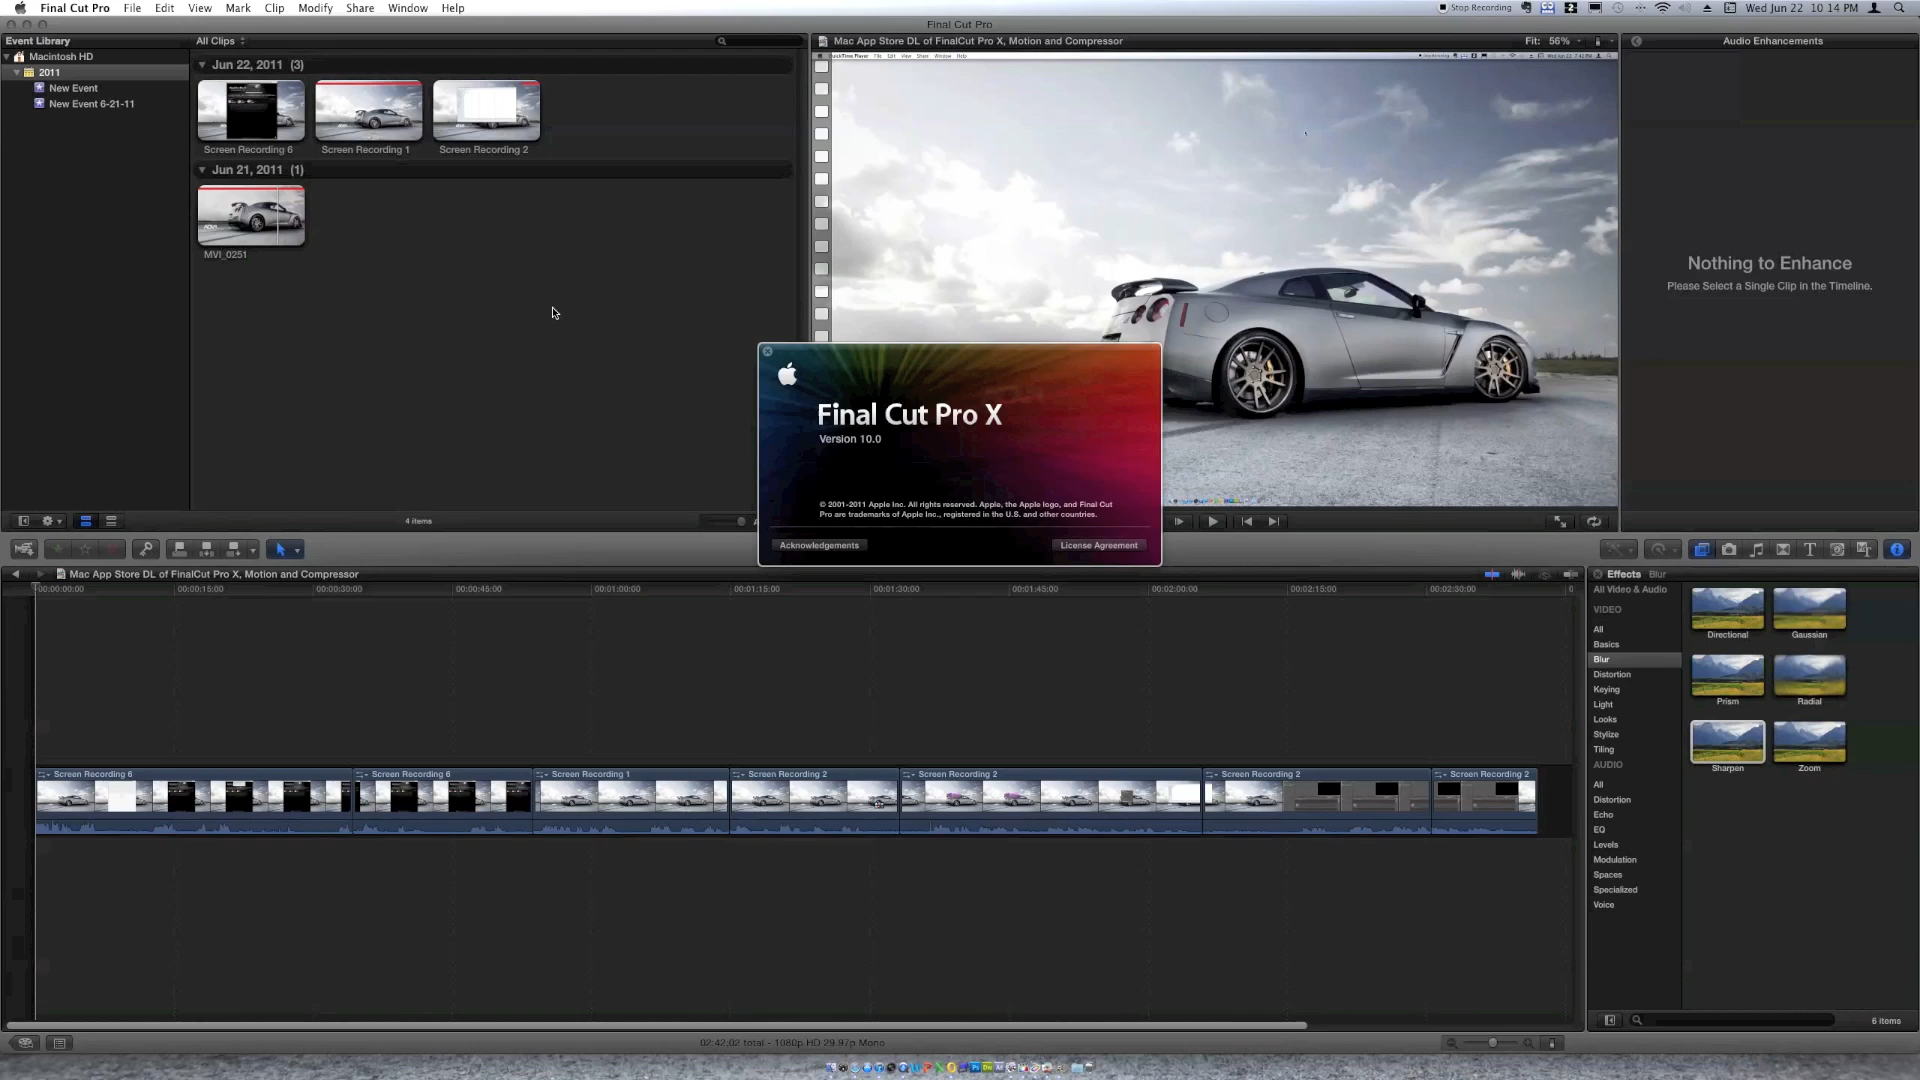 Final Cut Pro File Edit View Mark Clip Modify Share Window Help
Stop Recording
Wed Jun 22 10:14 PM
Final Cut Pro
Event Library
All Clips
Mac App Store DL of FinalCut Pro X, Motion and Compressor
Fit: 56%
Audio Enhancements
Macintosh HD
2011
New Event
New Event 6-21-11
Jun 22, 2011 (3)
Screen Recording 6
Screen Recording 1
Screen Recording 2
Jun 21, 2011 (1)
MVI_0251
QuickTime Player File Edit View Share Window Help
Nothing to Enhance
Please Select a Single Clip in the Timeline.
Final Cut Pro X
Version 10.0
© 2001-2011 Apple Inc. All rights reserved. Apple, the Apple logo, and Final Cut
Pro are trademarks of Apple Inc., registered in the U.S. and other countries.
Acknowledgements
License Agreement
4 items
Mac App Store DL of FinalCut Pro X, Motion and Compressor
00:00:00:00
00:00:15:00
00:00:30:00
00:00:45:00
00:01:00:00
00:01:15:00
00:01:30:00
00:01:45:00
00:02:00:00
00:02:15:00
00:02:30:00
Screen Recording 6
Screen Recording 6
Screen Recording 1
Screen Recording 2
Screen Recording 2
Screen Recording 2
Screen Recording 2
Effects Blur
All Video & Audio
VIDEO
All
Basics
Blur
Distortion
Keying
Light
Looks
Stylize
Tiling
AUDIO
All
Distortion
Echo
EQ
Levels
Modulation
Spaces
Specialized
Voice
Directional
Gaussian
Prism
Radial
Sharpen
Zoom
6 items
02:42:02 total - 1080p HD 29.97p Mono